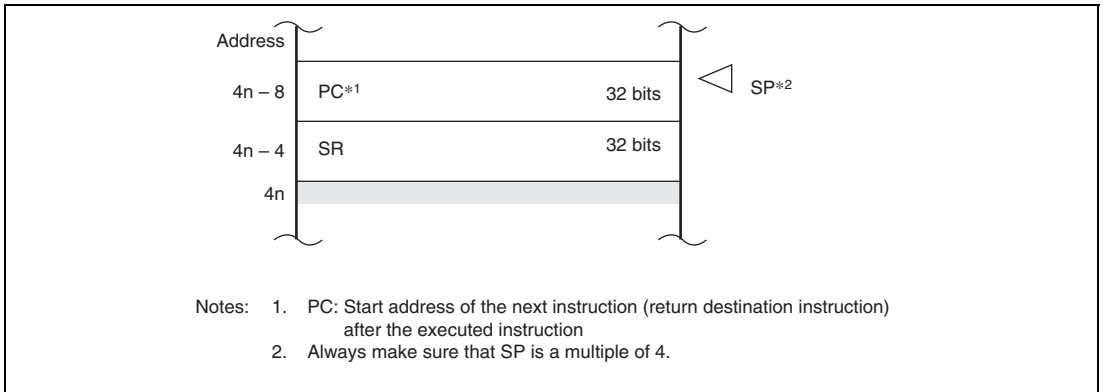 Address
4n – 8 PC*1 32 bits SP*2
4n – 4 SR 32 bits
4n
Notes: 1. PC: Start address of the next instruction (return destination instruction)
after the executed instruction
2. Always make sure that SP is a multiple of 4.